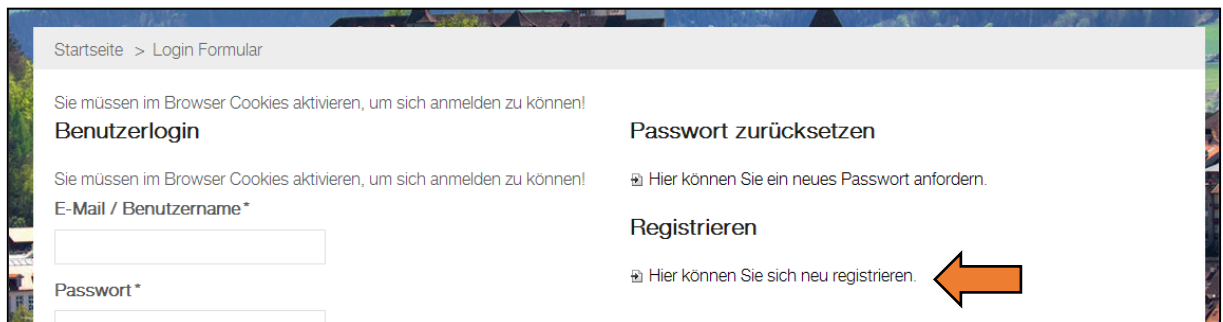 Startseite > Login Formular
Sie müssen im Browser Cookies aktivieren, um sich anmelden zu können!
Benutzerlogin
Sie müssen im Browser Cookies aktivieren, um sich anmelden zu können!
E-Mail / Benutzername*
Passwort*
Passwort zurücksetzen
Hier können Sie ein neues Passwort anfordern.
Registrieren
Hier können Sie sich neu registrieren.